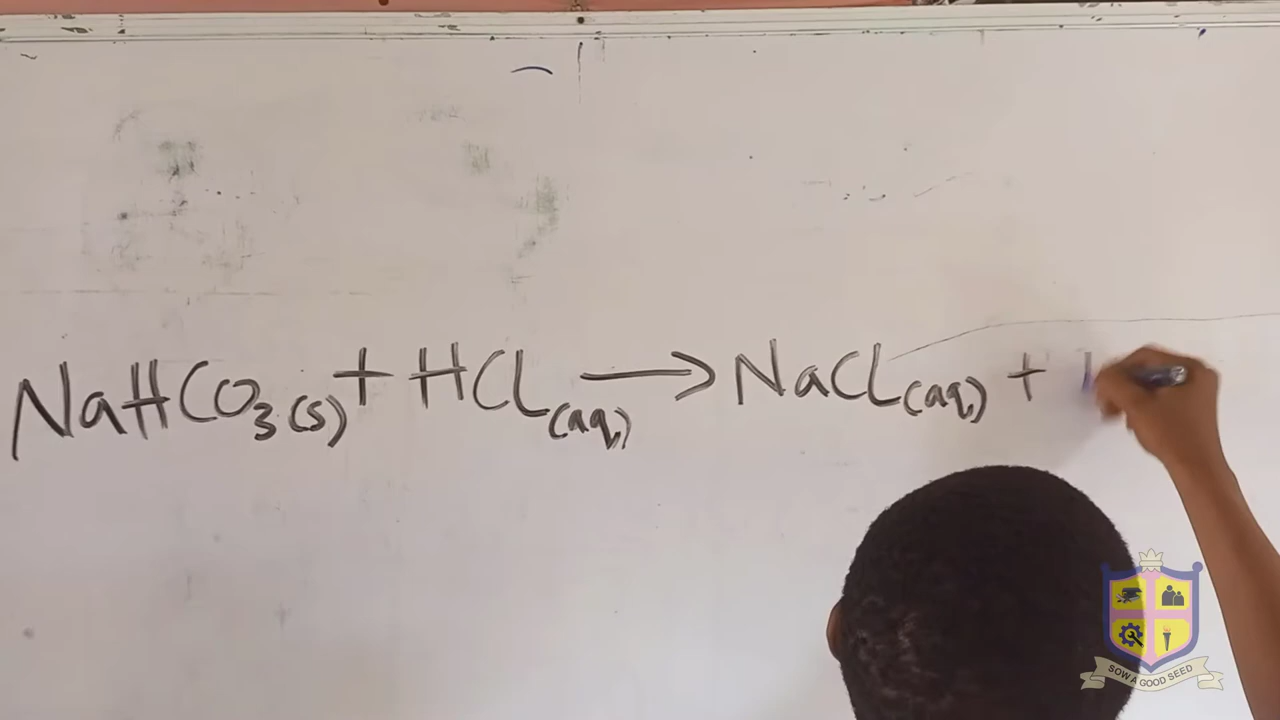 NaHCO₃(s) + HCl(aq) → NaCl(aq) +
SOW A GOOD SEED